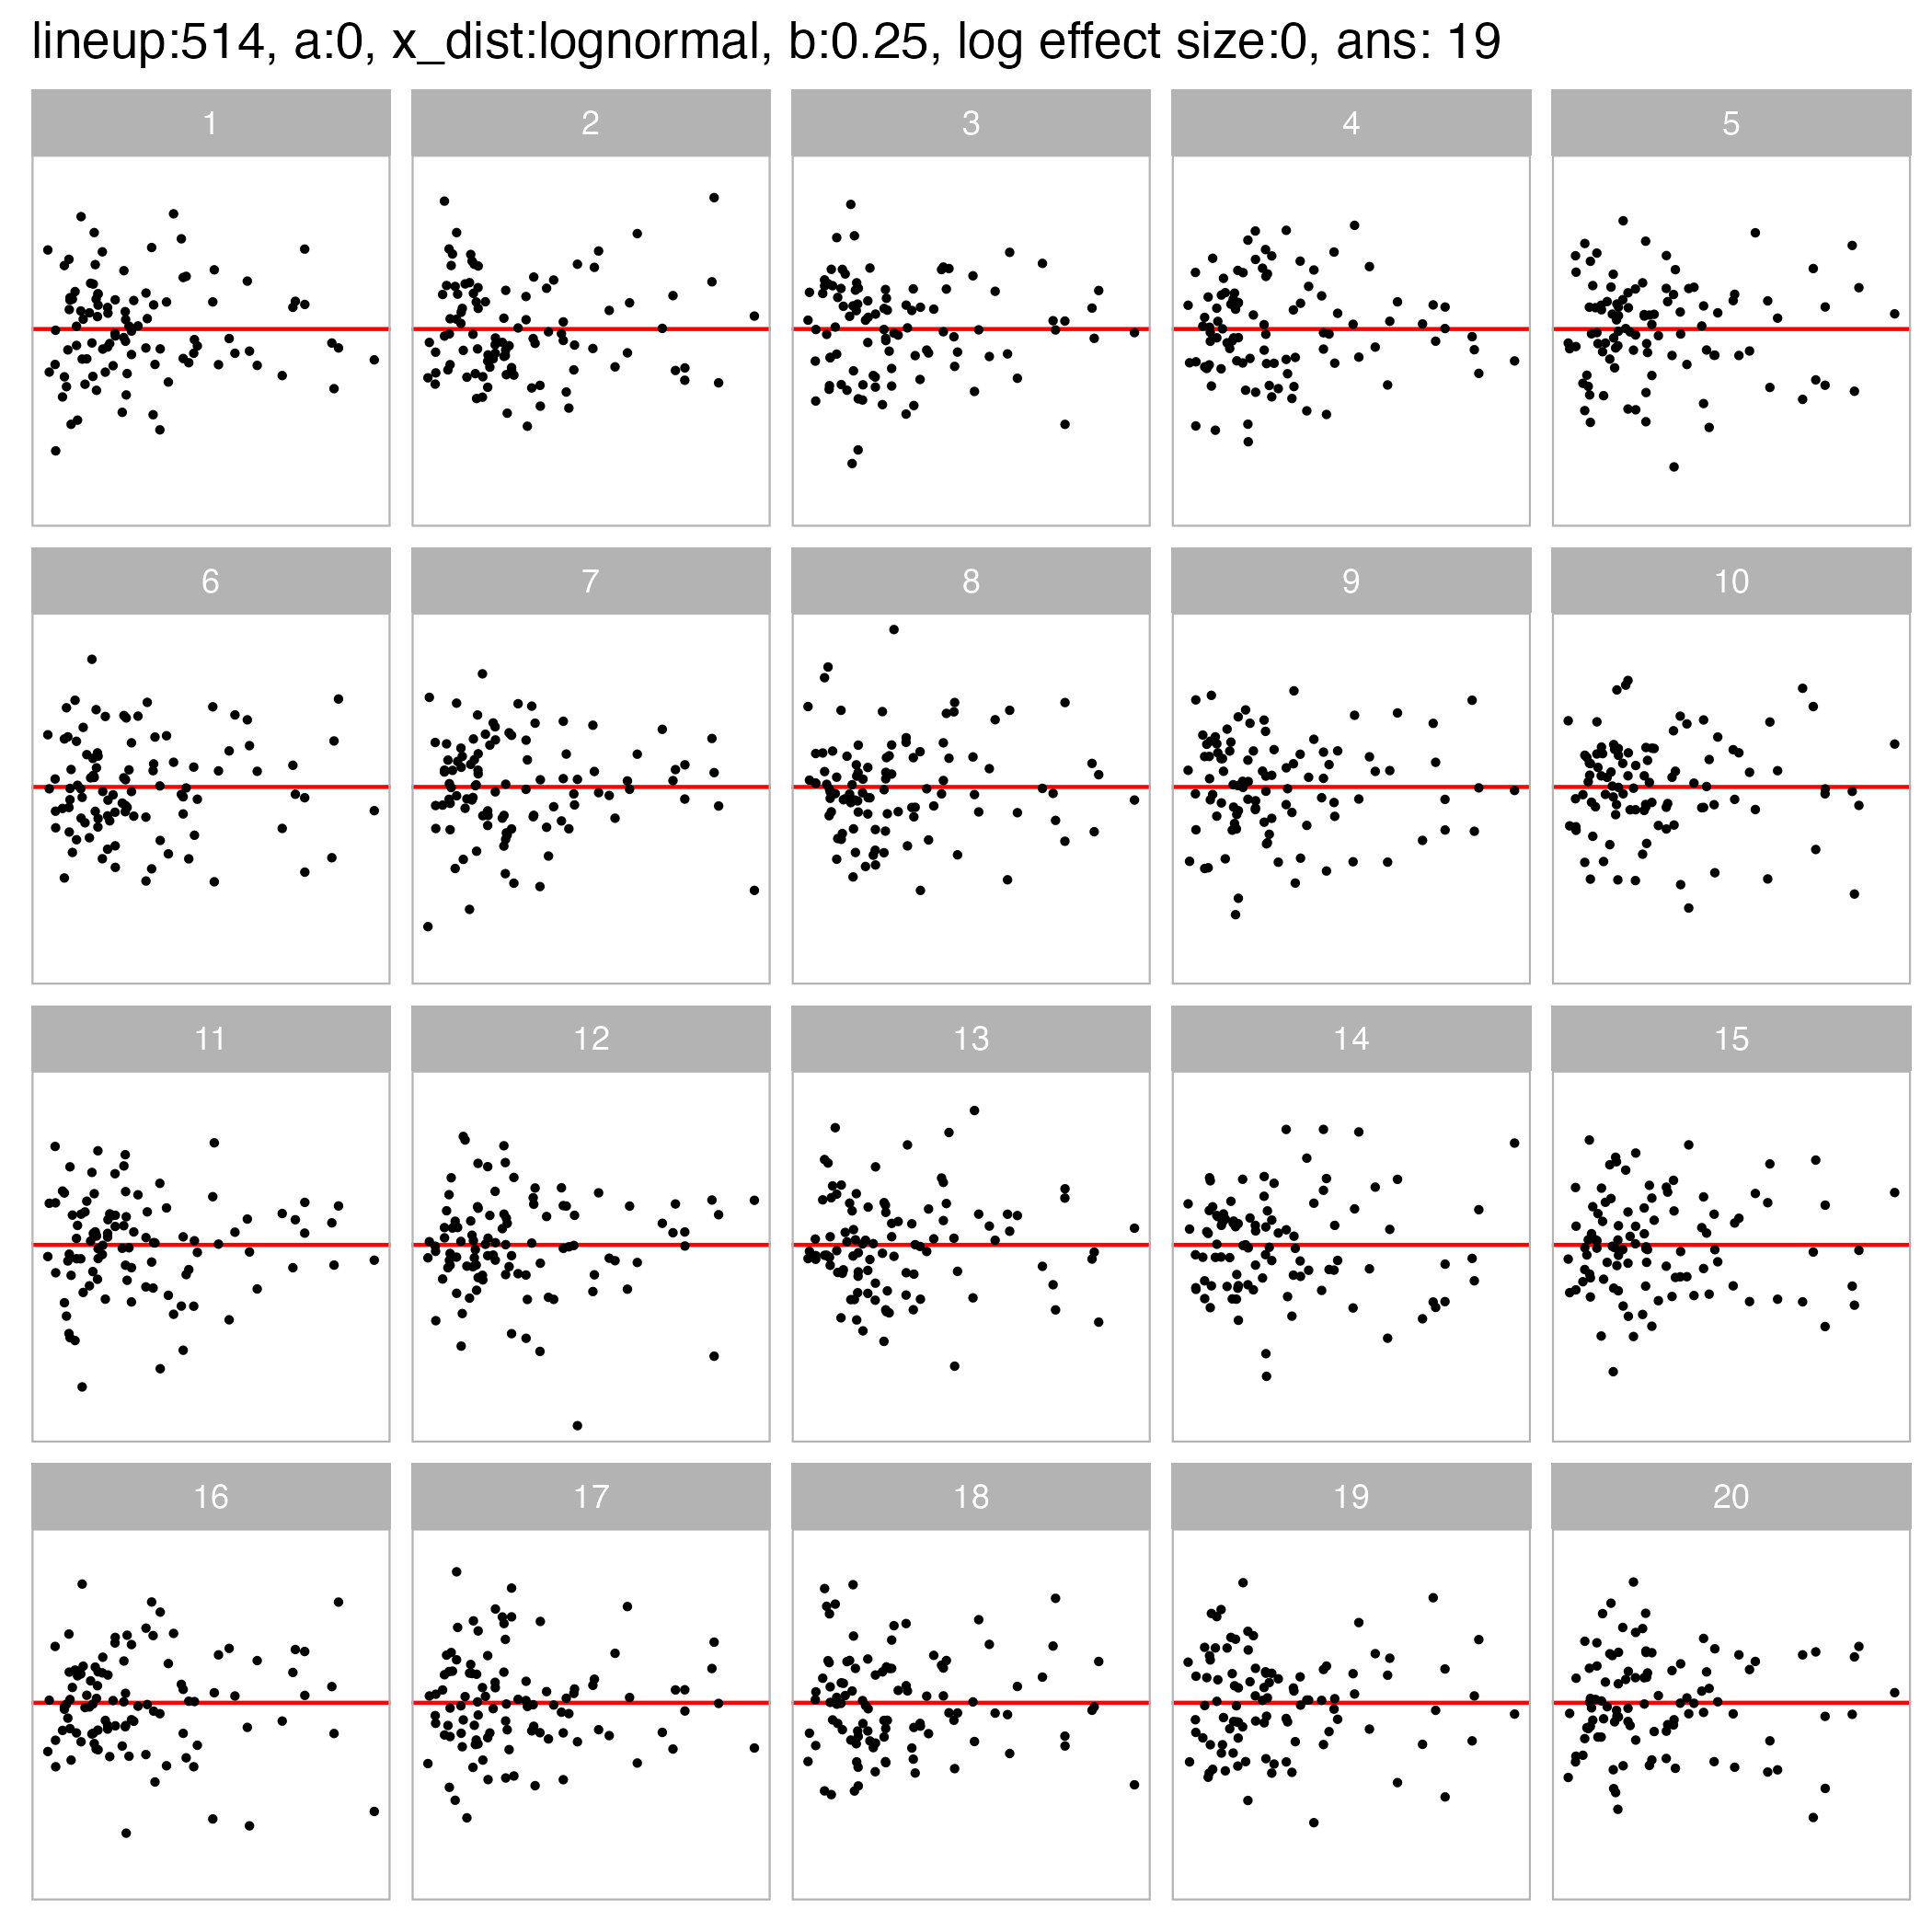 lineup:514, a:0, x_dist:lognormal, b:0.25, log effect size:0, ans: 19
1 2 3 4 5
6 7 8 9 10
11 12 13 14 15
16 17 18 19 20